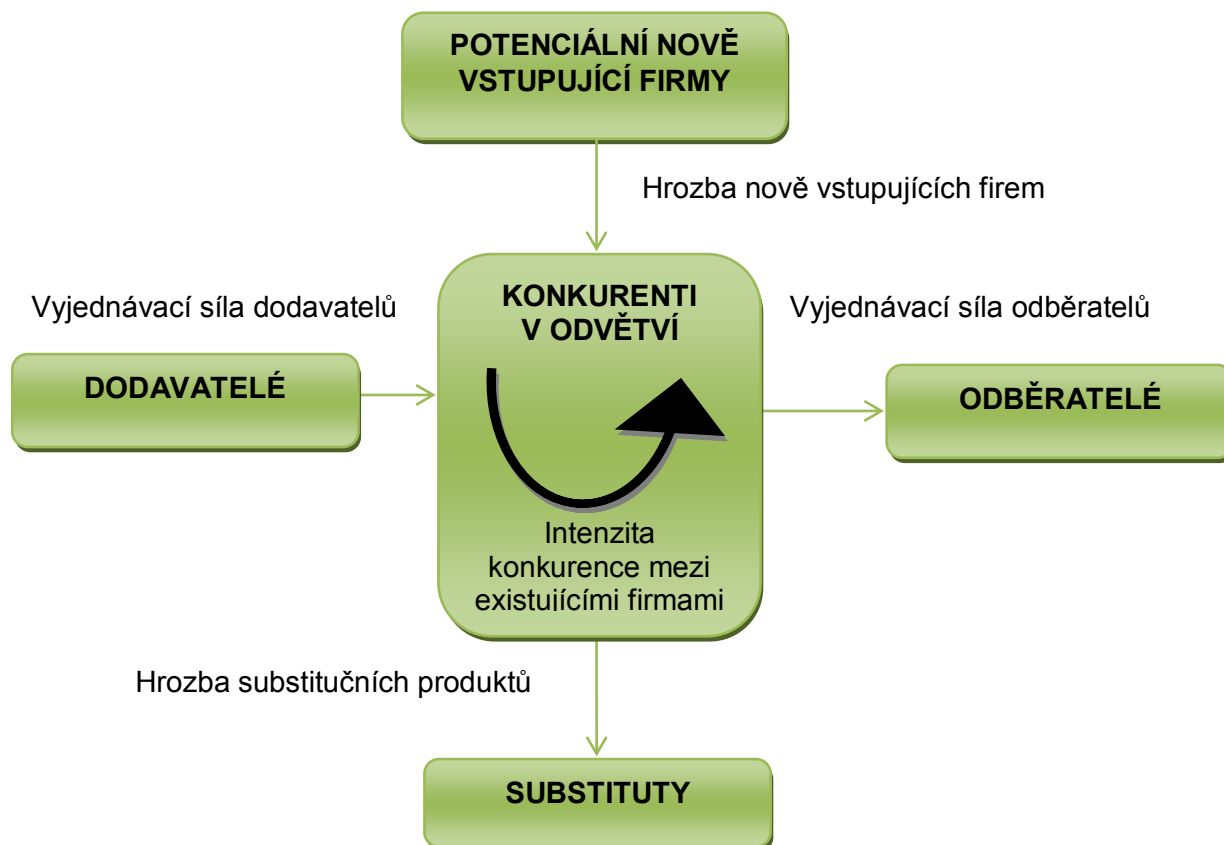 POTENCIÁLNÍ NOVĚ
VSTUPUJÍCÍ FIRMY
Hrozba nově vstupujících firem
Vyjednávací síla dodavatelů
KONKURENTI
V ODVĚTVÍ
Vyjednávací síla odběratelů
DODAVATELÉ
ODBĚRATELÉ
Intenzita
konkurence mezi
existujícími firmami
Hrozba substitučních produktů
SUBSTITUTY